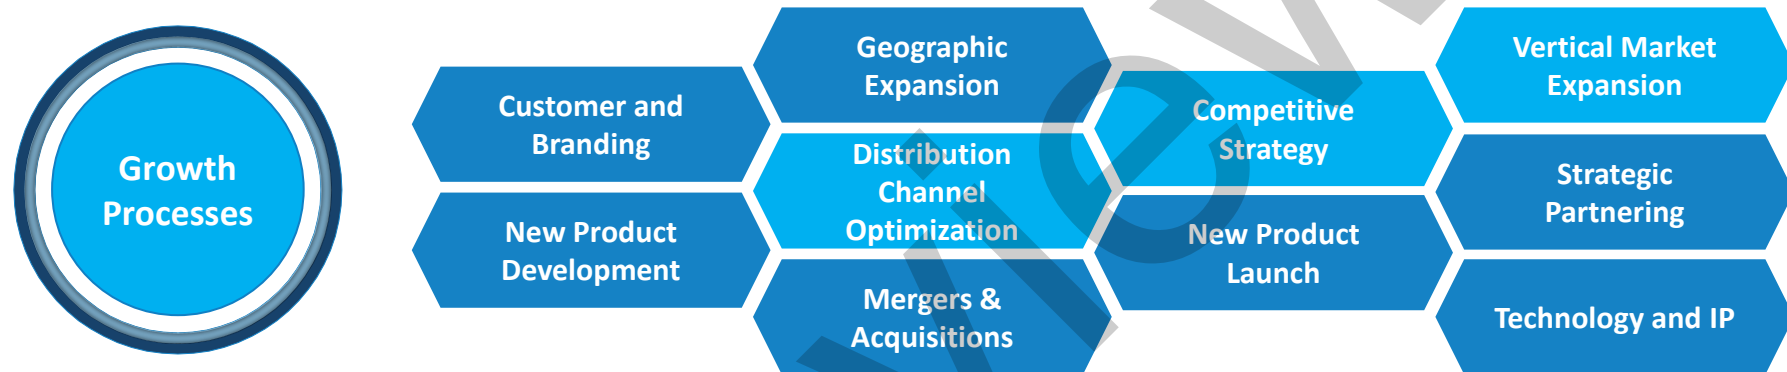 Growth
Processes
Customer and
Branding
New Product
Development
Geographic
Expansion
Distribution
Channel
Optimization
Mergers &
Acquisitions
Competitive
Strategy
New Product
Launch
Vertical Market
Expansion
Strategic
Partnering
Technology and IP